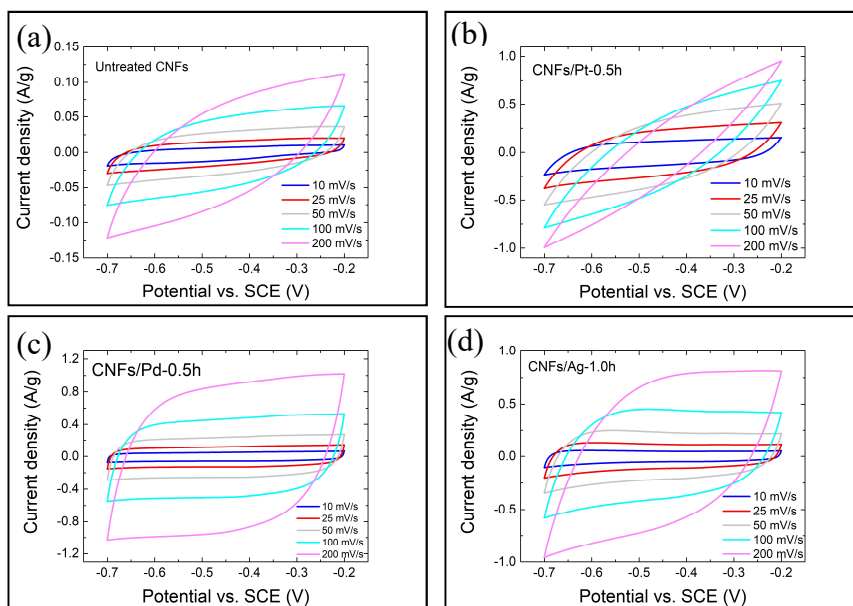 (a)
Untreated CNFs
Current density (A/g)
0.15
0.10
0.05
0.00
-0.05
-0.10
0.15
10 mV/s
25 mV/s
50 mV/s
100 mV/s
200 mV/s
-0.7 -0.6 -0.5 -0.4 -0.3 -0.2
Potential vs. SCE (V)
(b)
CNFs/Pt-0.5h
Current density (A/g)
1.0
0.5
0.0
-0.5
-1.0
10 mV/s
25 mV/s
50 mV/s
100 mV/s
200 mV/s
-0.7 -0.6 -0.5 -0.4 -0.3 -0.2
Potential vs. SCE (V)
(c)
CNFs/Pd-0.5h
Current density (A/g)
1.2
0.8
0.4
0.0
-0.4
-0.8
-1.2
10 mV/s
25 mV/s
50 mV/s
100 mV/s
200 mV/s
-0.7 -0.6 -0.5 -0.4 -0.3 -0.2
Potential vs. SCE (V)
(d)
CNFs/Ag-1.0h
Current density (A/g)
1.0
0.5
0.0
-0.5
-1.0
10 mV/s
25 mV/s
50 mV/s
100 mV/s
200 mV/s
-0.7 -0.6 -0.5 -0.4 -0.3 -0.2
Potential vs. SCE (V)